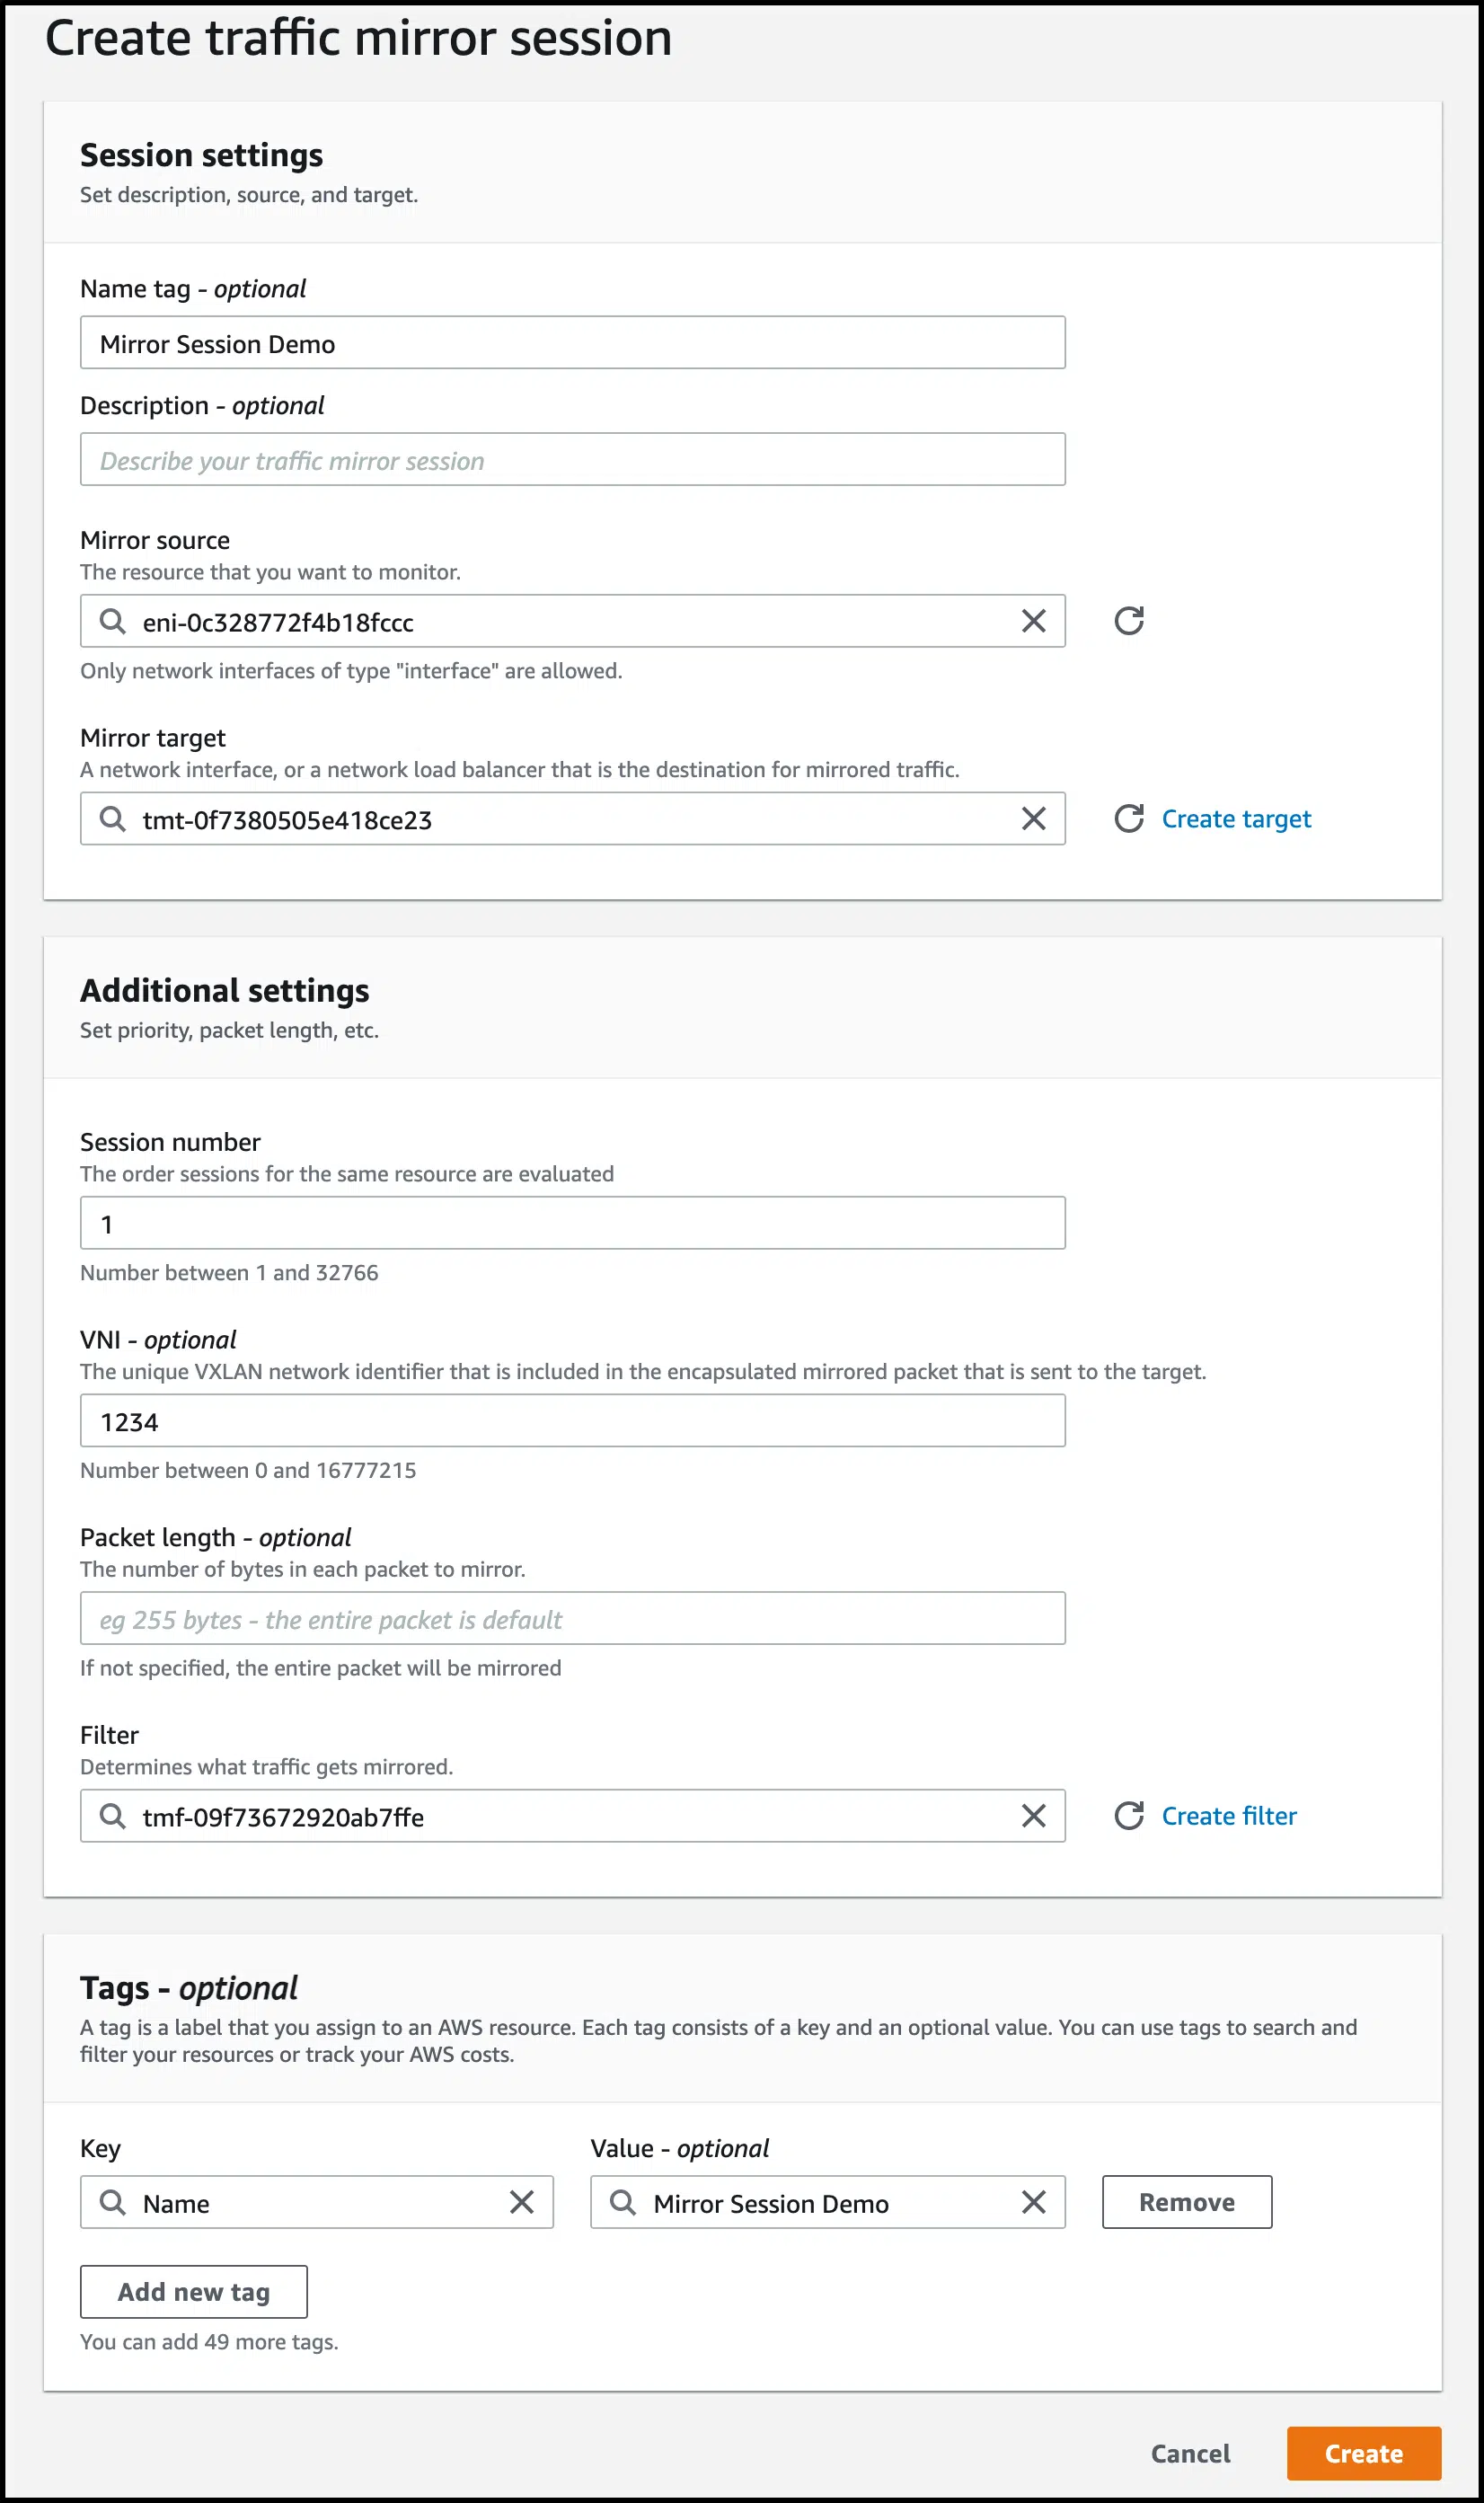 Create traffic mirror session
Session settings
Set description, source, and target.
Name tag - optional
Mirror Session Demo
Description - optional
Describe your traffic mirror session
Mirror source
The resource that you want to monitor.
eni-0c328772f4b18fccc
Only network interfaces of type "interface" are allowed.
Mirror target
A network interface, or a network load balancer that is the destination for mirrored traffic.
tmt-0f7380505e418ce23
Create target
Additional settings
Set priority, packet length, etc.
Session number
The order sessions for the same resource are evaluated
1
Number between 1 and 32766
VNI - optional
The unique VXLAN network identifier that is included in the encapsulated mirrored packet that is sent to the target.
1234
Number between 0 and 16777215
Packet length - optional
The number of bytes in each packet to mirror.
eg 255 bytes - the entire packet is default
If not specified, the entire packet will be mirrored
Filter
Determines what traffic gets mirrored.
tmf-09f73672920ab7ffe
Create filter
Tags - optional
A tag is a label that you assign to an AWS resource. Each tag consists of a key and an optional value. You can use tags to search and
filter your resources or track your AWS costs.
Key
Value - optional
Name
Mirror Session Demo
Remove
Add new tag
You can add 49 more tags.
Cancel
Create